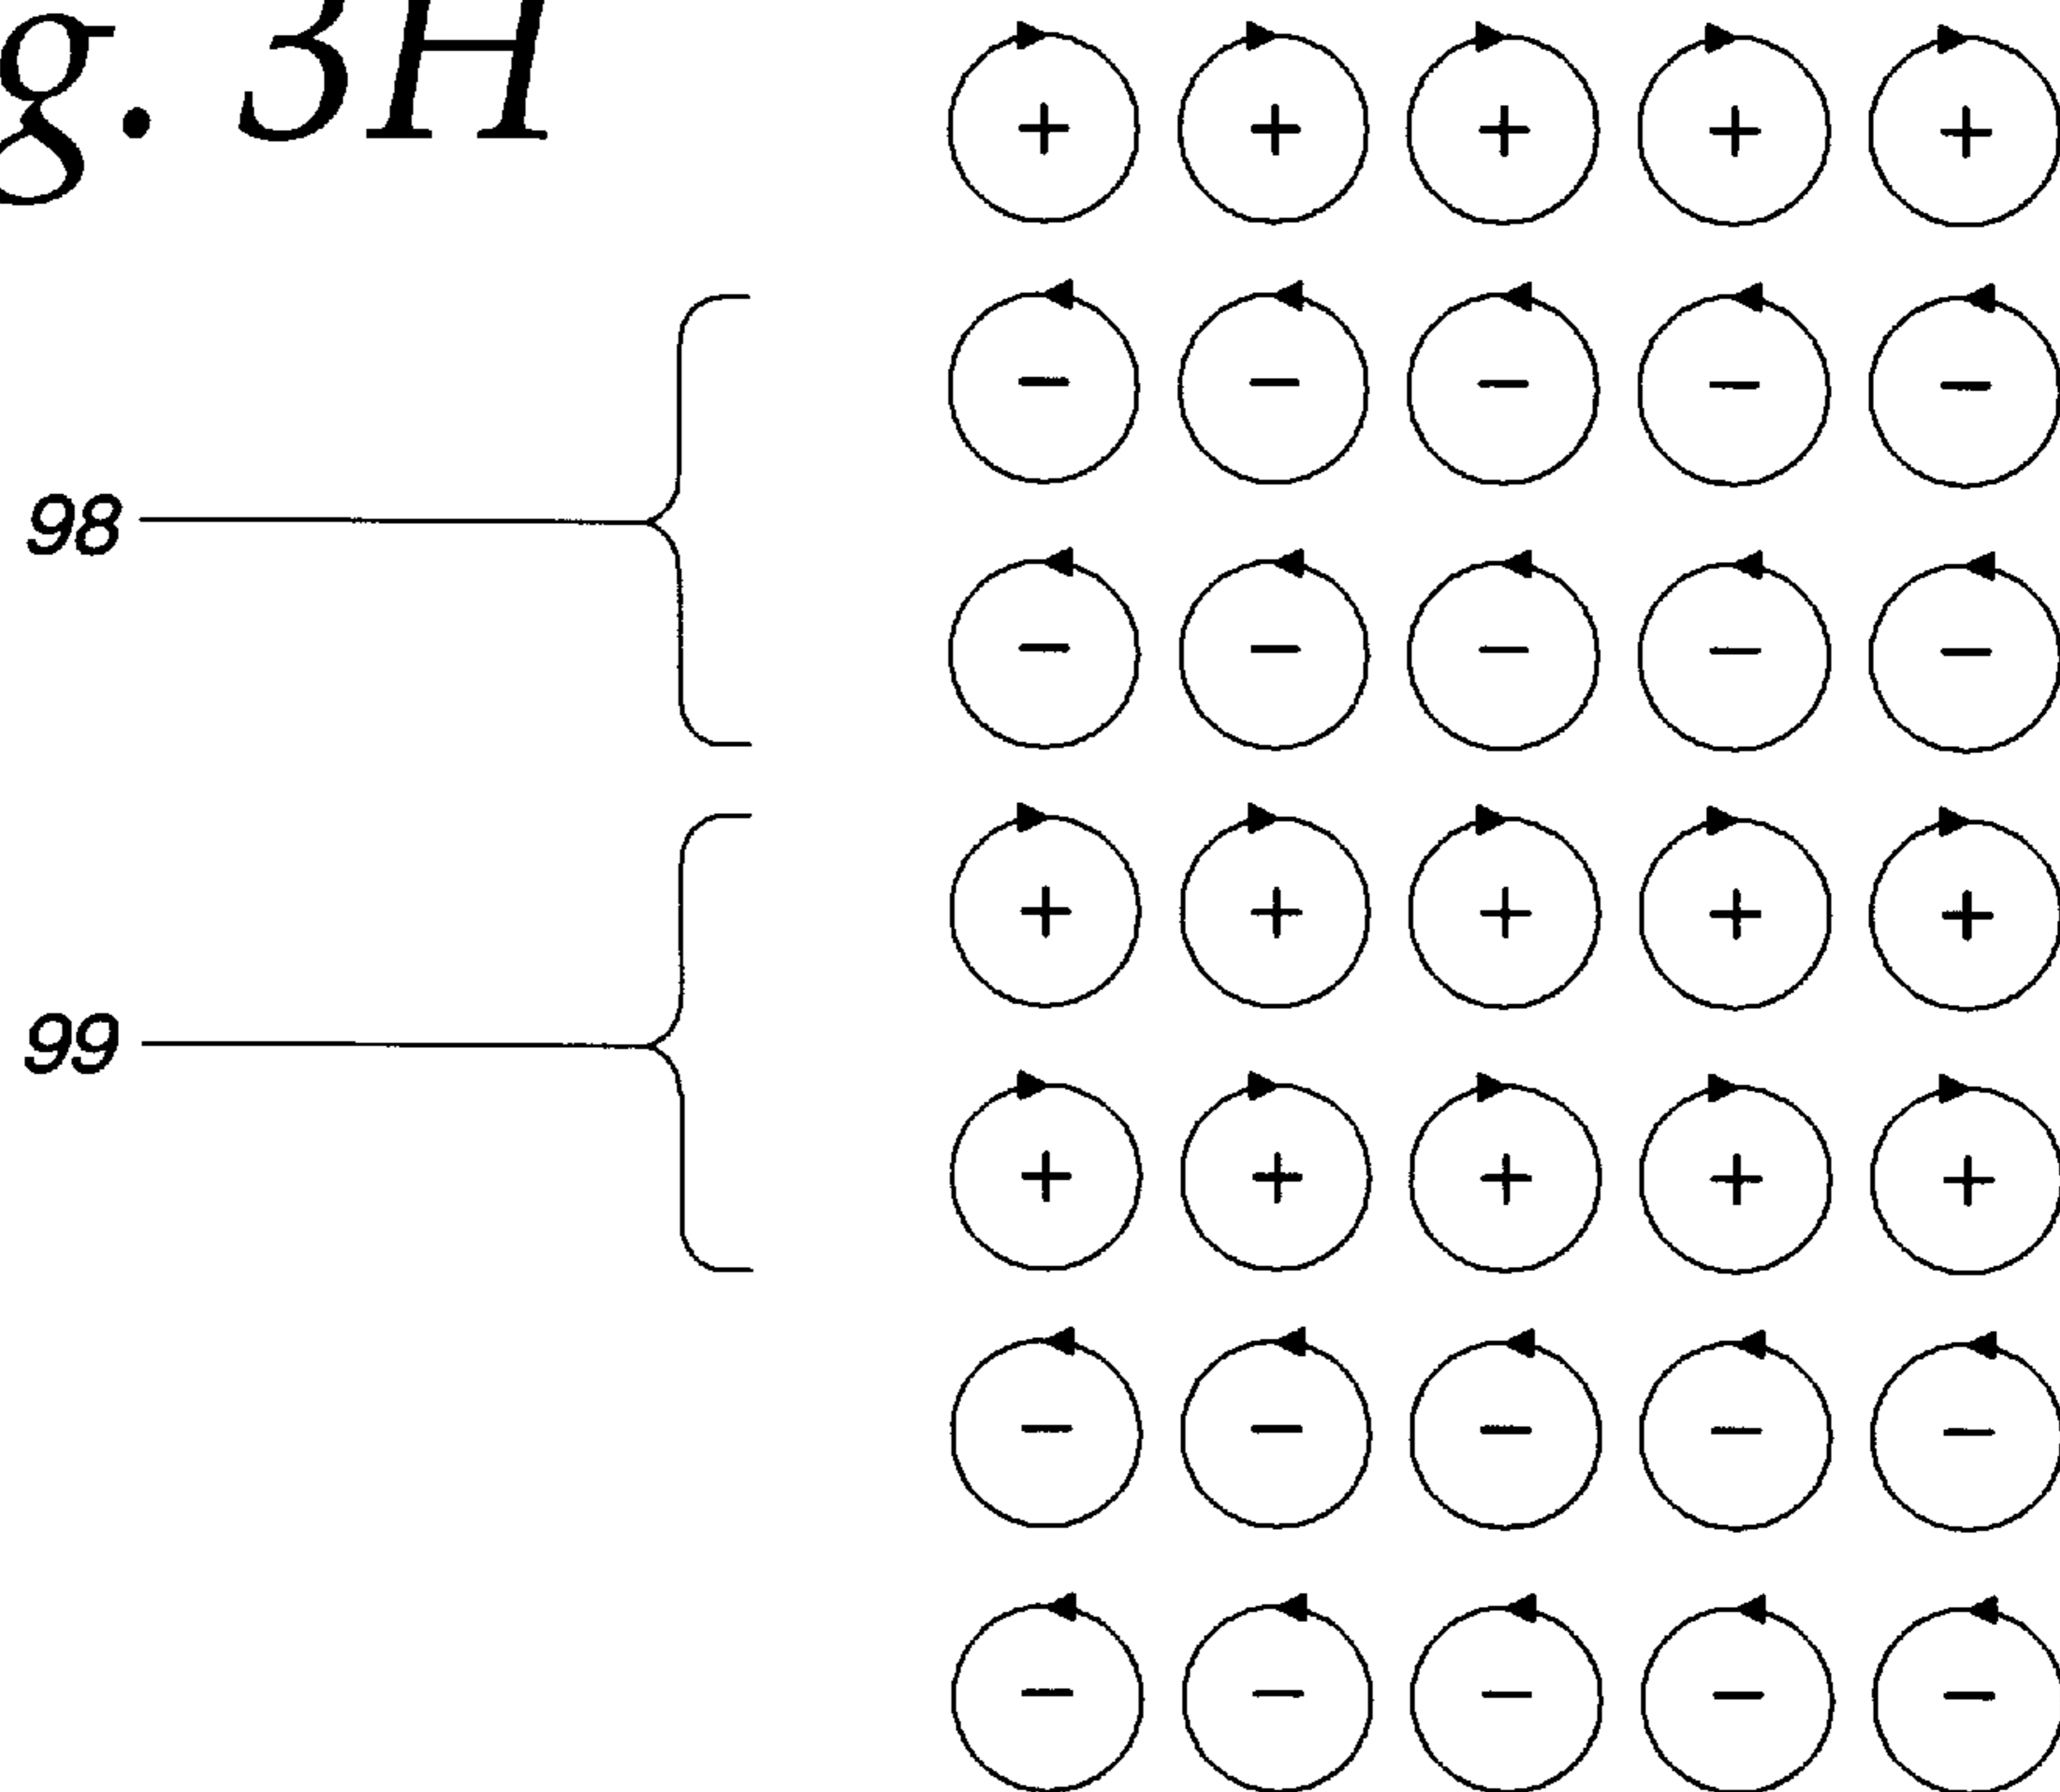 g. 3H
+ + + + +
- - - - -
98
- - - - -
+ + + + +
99
+ + + + +
- - - - -
- - - - -